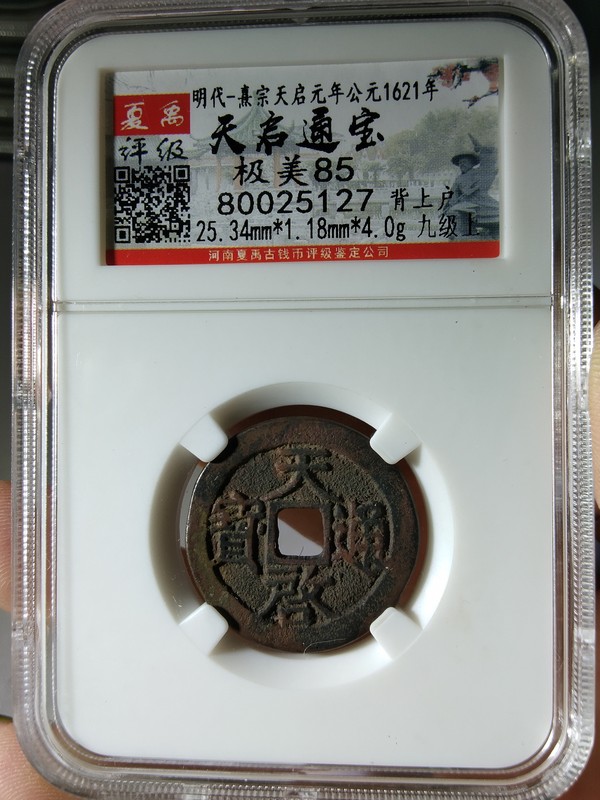 明代-熹宗天启元年公元1621年
夏禹
评级
天启通宝
极美85
80025127 背上户
25.34mm*1.18mm*4.0g 九级上
河南夏禹古钱币评级鉴定公司
天啟通寶